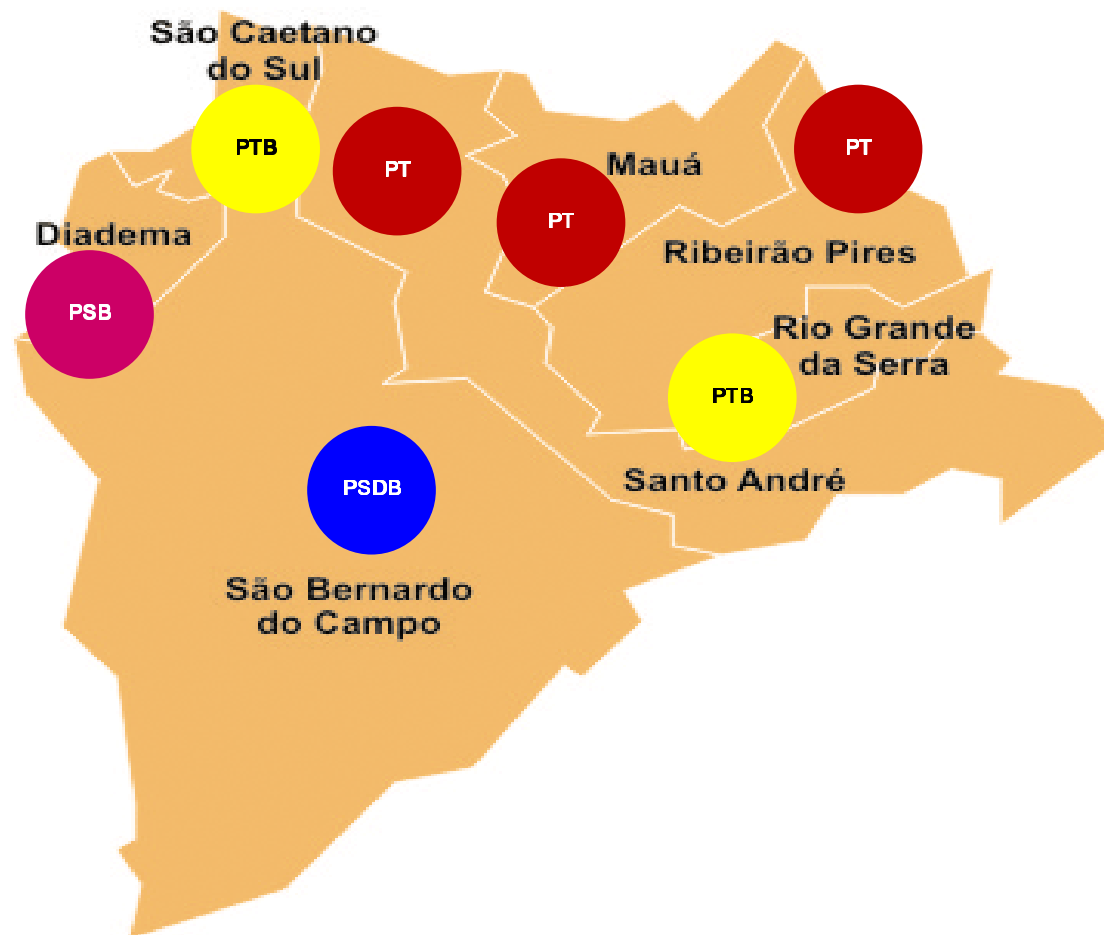 São Caetano
do Sul
PTB
PT
PT
Mauá
PT
Diadema
Ribeirão Pires
PSB
Rio Grande
da Serra
PTB
Santo André
PSDB
São Bernardo
do Campo